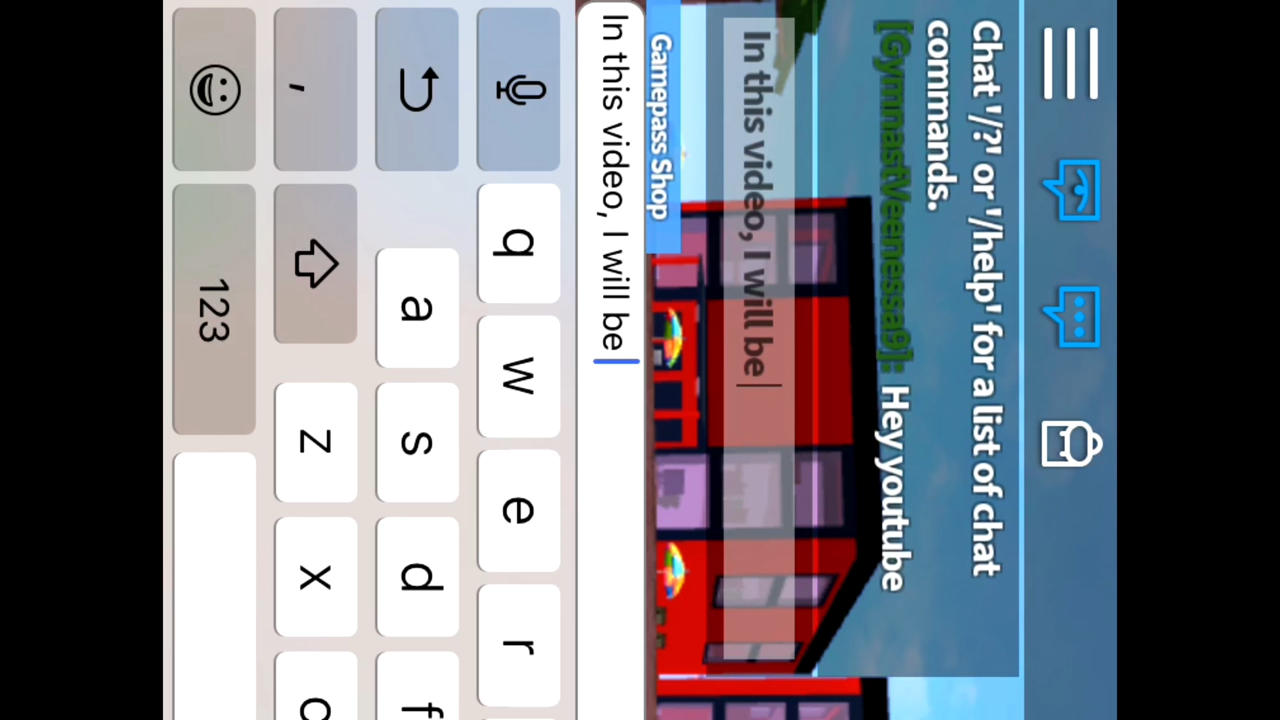 Chat '/?' or '/help' for a list of chat
commands.
[GymnastVeenessa9]: Hey youtube
In this video, I will be
Gamepass Shop
In this video, I will be
q w e r
a s d f
z x
,
123